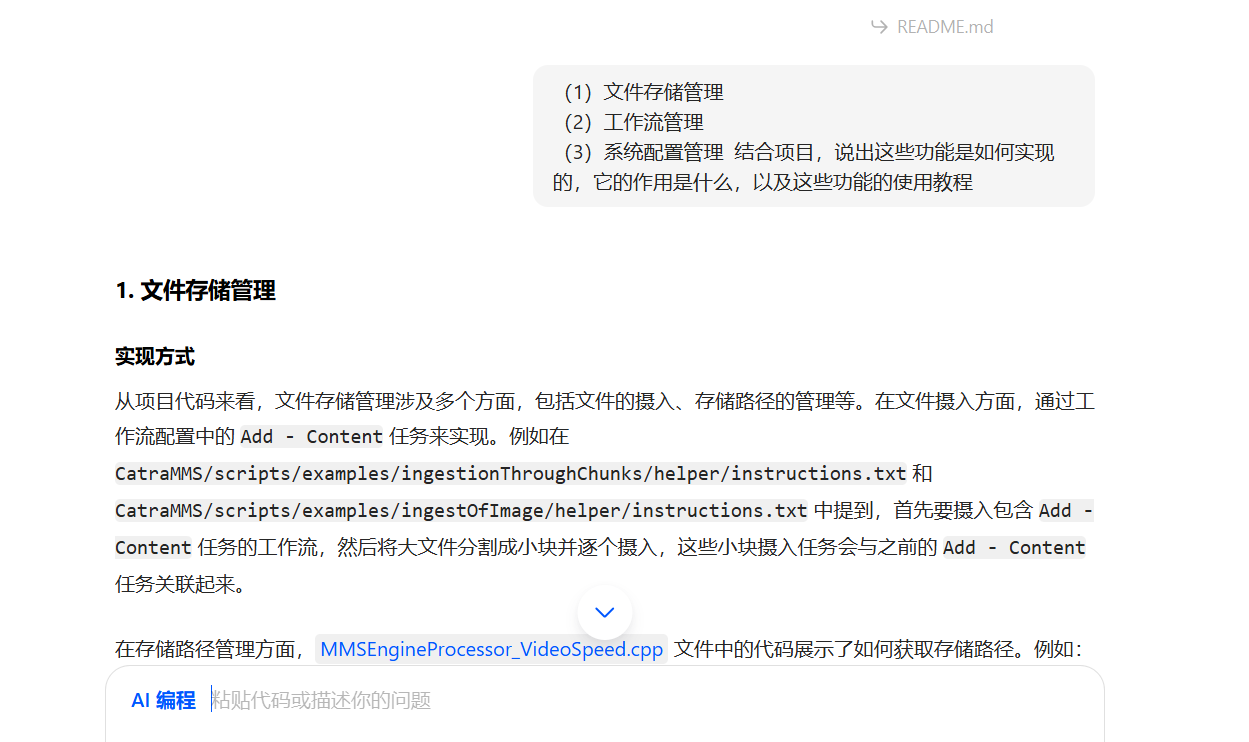 README.md
（1）文件存储管理
（2）工作流管理
（3）系统配置管理 结合项目，说出这些功能是如何实现
的，它的作用是什么，以及这些功能的使用教程
1. 文件存储管理
实现方式
从项目代码来看，文件存储管理涉及多个方面，包括文件的摄入、存储路径的管理等。在文件摄入方面，通过工
作流配置中的 Add - Content 任务来实现。例如在
CatraMMS/scripts/examples/ingestionThroughChunks/helper/instructions.txt 和
CatraMMS/scripts/examples/ingestOfImage/helper/instructions.txt 中提到，首先要摄入包含 Add -
Content 任务的工作流，然后将大文件分割成小块并逐个摄入，这些小块摄入任务会与之前的 Add - Content
任务关联起来。
在存储路径管理方面， MMSEngineProcessor_VideoSpeed.cpp 文件中的代码展示了如何获取存储路径。例如：
AI 编程 粘贴代码或描述你的问题